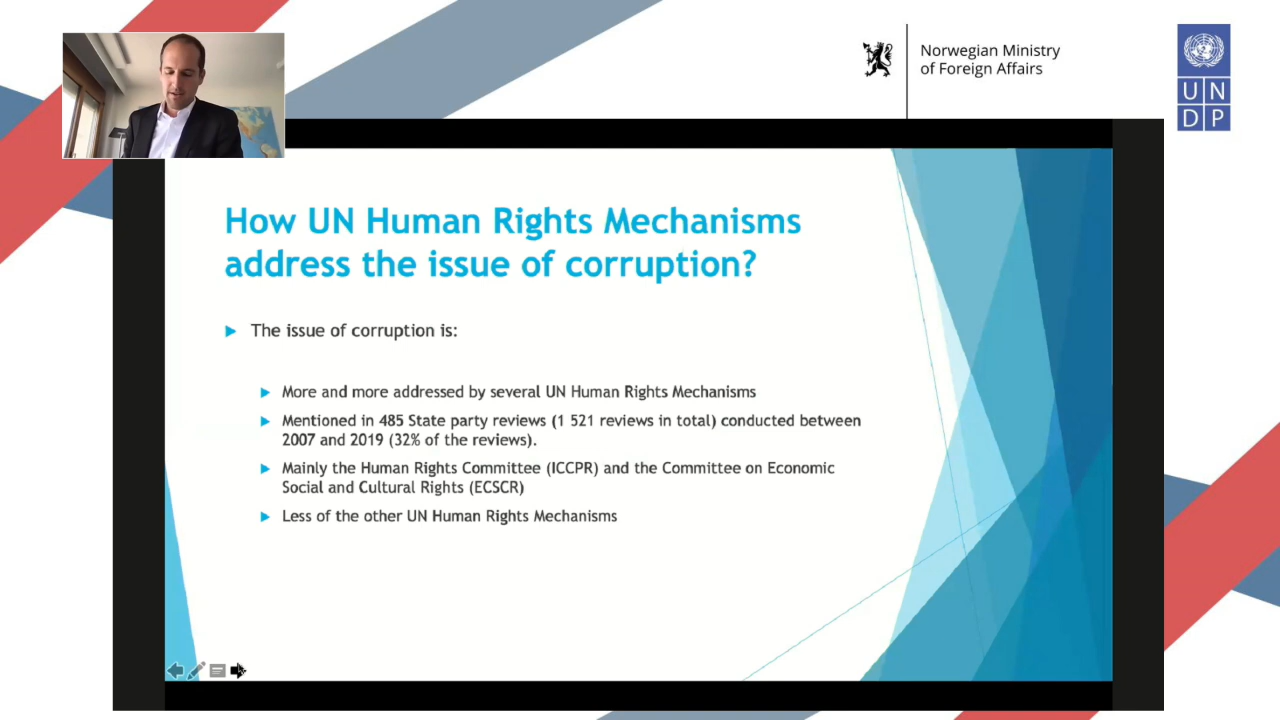 Norwegian Ministry
of Foreign Affairs
UN
DP
How UN Human Rights Mechanisms
address the issue of corruption?
The issue of corruption is:
More and more addressed by several UN Human Rights Mechanisms
Mentioned in 485 State party reviews (1 521 reviews in total) conducted between
2007 and 2019 (32% of the reviews).
Mainly the Human Rights Committee (ICCPR) and the Committee on Economic
Social and Cultural Rights (ECSCR)
Less of the other UN Human Rights Mechanisms